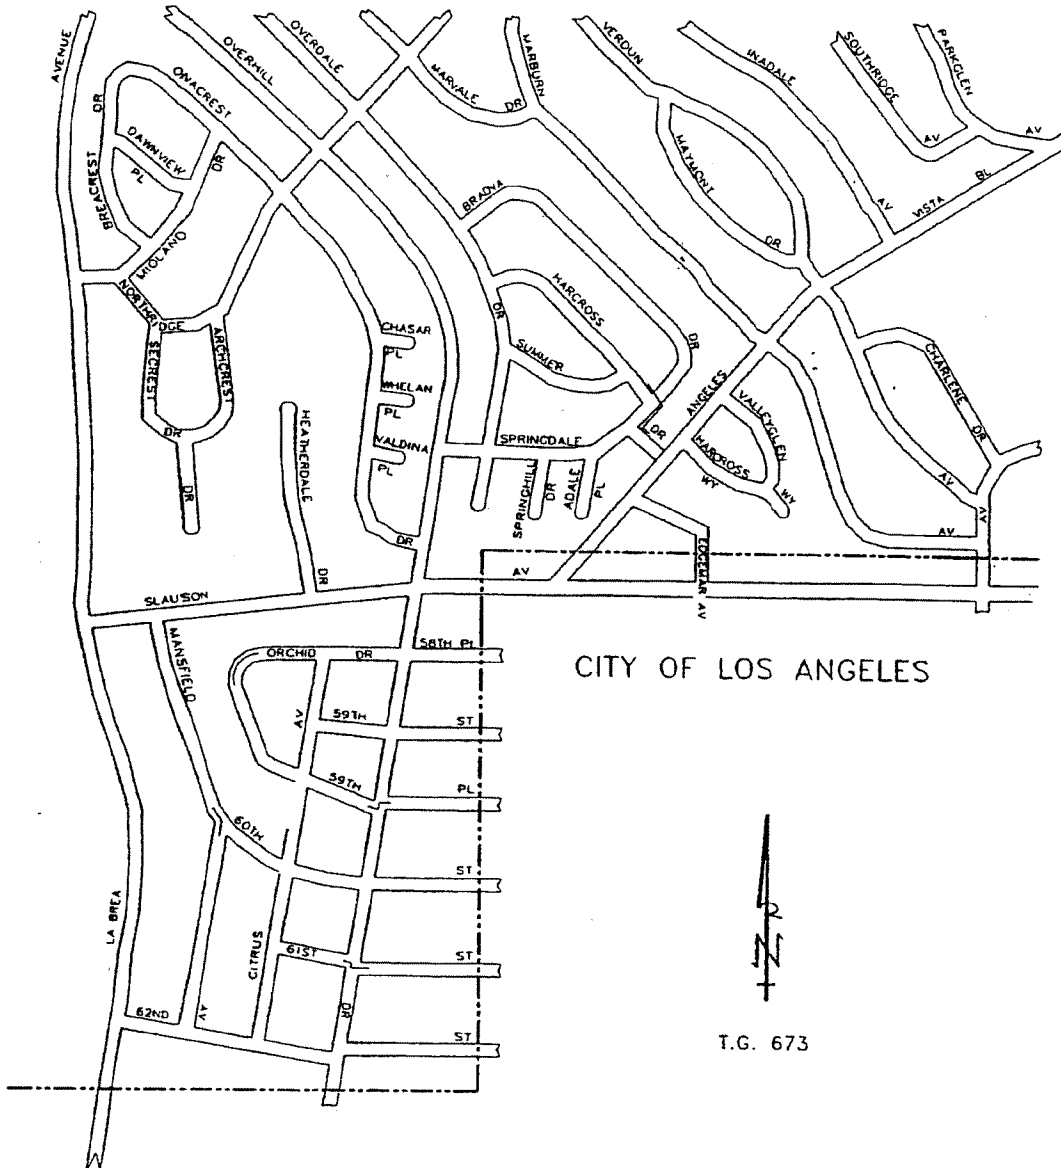 AVENUE
OVERHILL
OVERDALE
ONACREST
MARVALE
DR
MARBURN
VERDUN
INADALE
AV
SOUTHRIDGE
AV
PARKGLEN
AV
BREACREST
DR
DAWNVIEW
PL
MIDLAND
DR
MAYMONT
DR
VISTA
BL
BRADNA
DR
HARCROSS
DR
NORTHRIDGE
SECREST
DR
ARCHCREST
DR
CHASAR
PL
WHELAN
PL
VALDINA
PL
DR
SUMMER
DR
ANGELES
CHARLENE
DR
HEATHERDALE
DR
SPRINGDALE
SPRINGHILL
DR
ADALE
PL
VALLEYGLEN
WY
HARCROSS
WY
AV
AV
AV
EDGEMAR AV
SLAUSON
AV
MANSFIELD
AV
ORCHID
DR
58TH PL
CITY OF LOS ANGELES
AV
59TH
ST
59TH
PL
60TH
ST
LA BREA
CITRUS
61ST
ST
62ND
DR
ST
N
T.G. 673